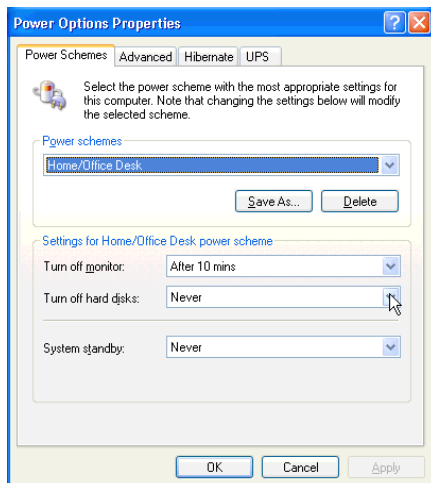 Power Options Properties
Power Schemes Advanced Hibernate UPS
Select the power scheme with the most appropriate settings for
this computer. Note that changing the settings below will modify
the selected scheme.
Power schemes
Home/Office Desk
Save As... Delete
Settings for Home/Office Desk power scheme
Turn off monitor: After 10 mins
Turn off hard disks: Never
System standby: Never
OK Cancel Apply